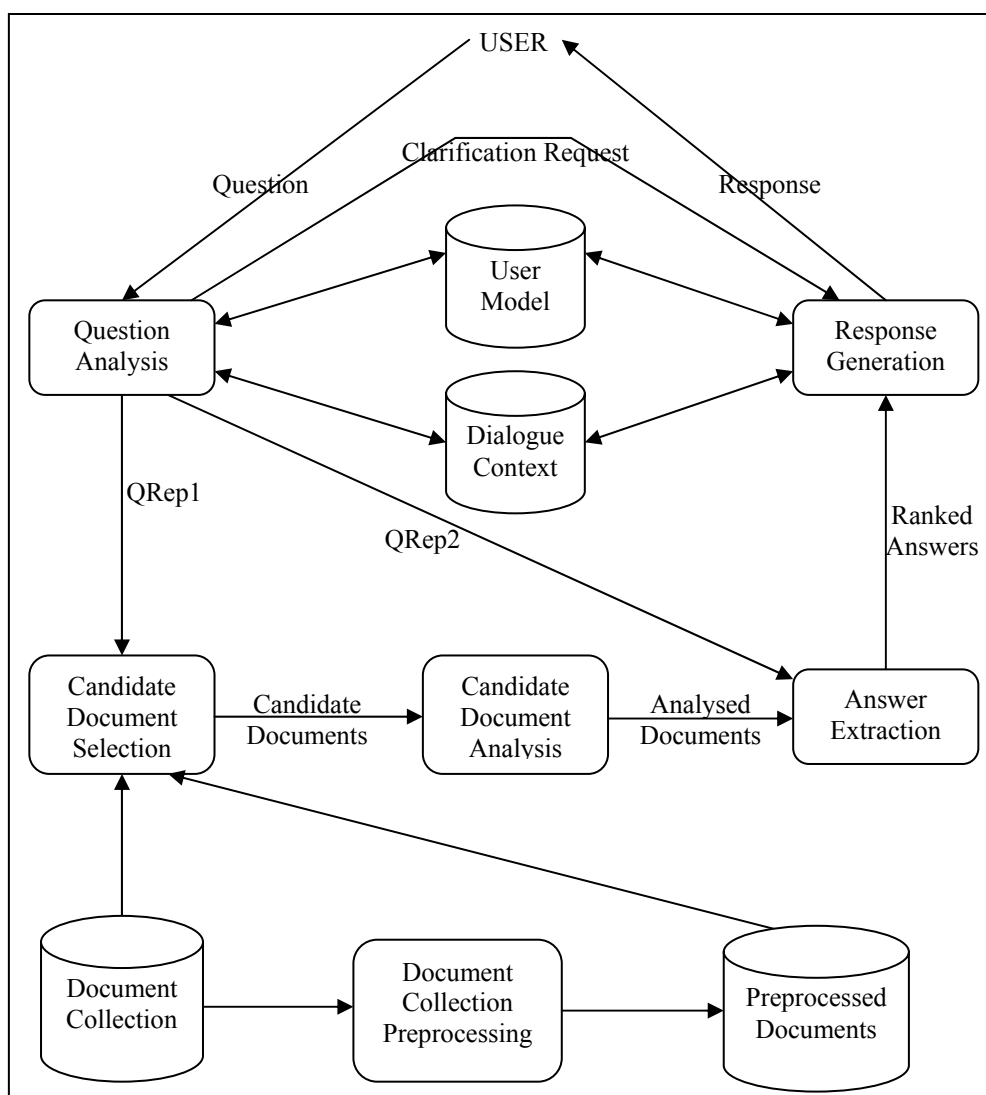 USER
Clarification Request
Question
Response
User
Model
Question
Analysis
Response
Generation
Dialogue
Context
QRep1
QRep2
Ranked
Answers
Candidate
Document
Selection
Candidate
Documents
Candidate
Document
Analysis
Analysed
Documents
Answer
Extraction
Document
Collection
Document
Collection
Preprocessing
Preprocessed
Documents